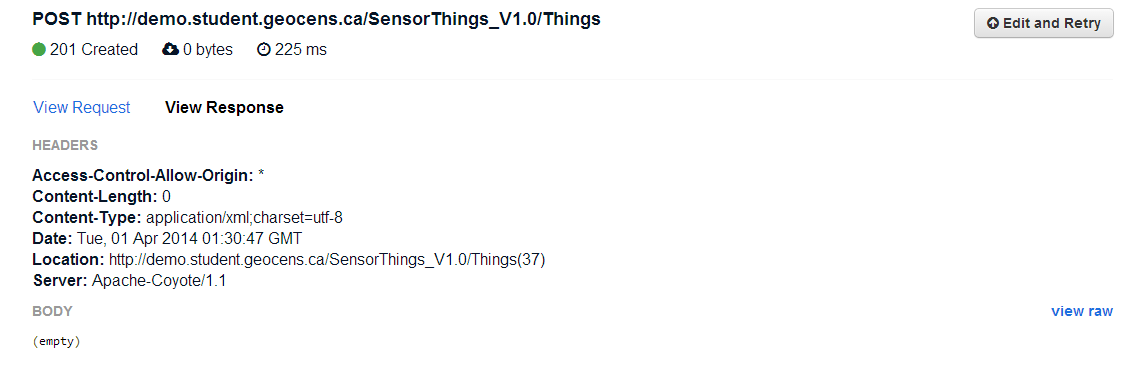 POST http://demo.student.geocens.ca/SensorThings_V1.0/Things
Edit and Retry
201 Created 0 bytes 225 ms
View Request View Response
HEADERS
Access-Control-Allow-Origin: *
Content-Length: 0
Content-Type: application/xml;charset=utf-8
Date: Tue, 01 Apr 2014 01:30:47 GMT
Location: http://demo.student.geocens.ca/SensorThings_V1.0/Things(37)
Server: Apache-Coyote/1.1
BODY
view raw
(empty)